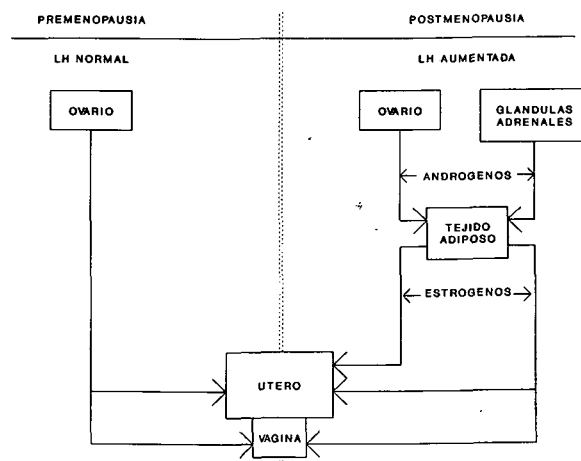 PREMENOPAUSIA
POSTMENOPAUSIA
LH NORMAL
LH AUMENTADA
OVARIO
OVARIO
GLANDULAS
ADRENALES
ANDROGENOS
TEJIDO
ADIPOSO
ESTROGENOS
UTERO
VAGINA